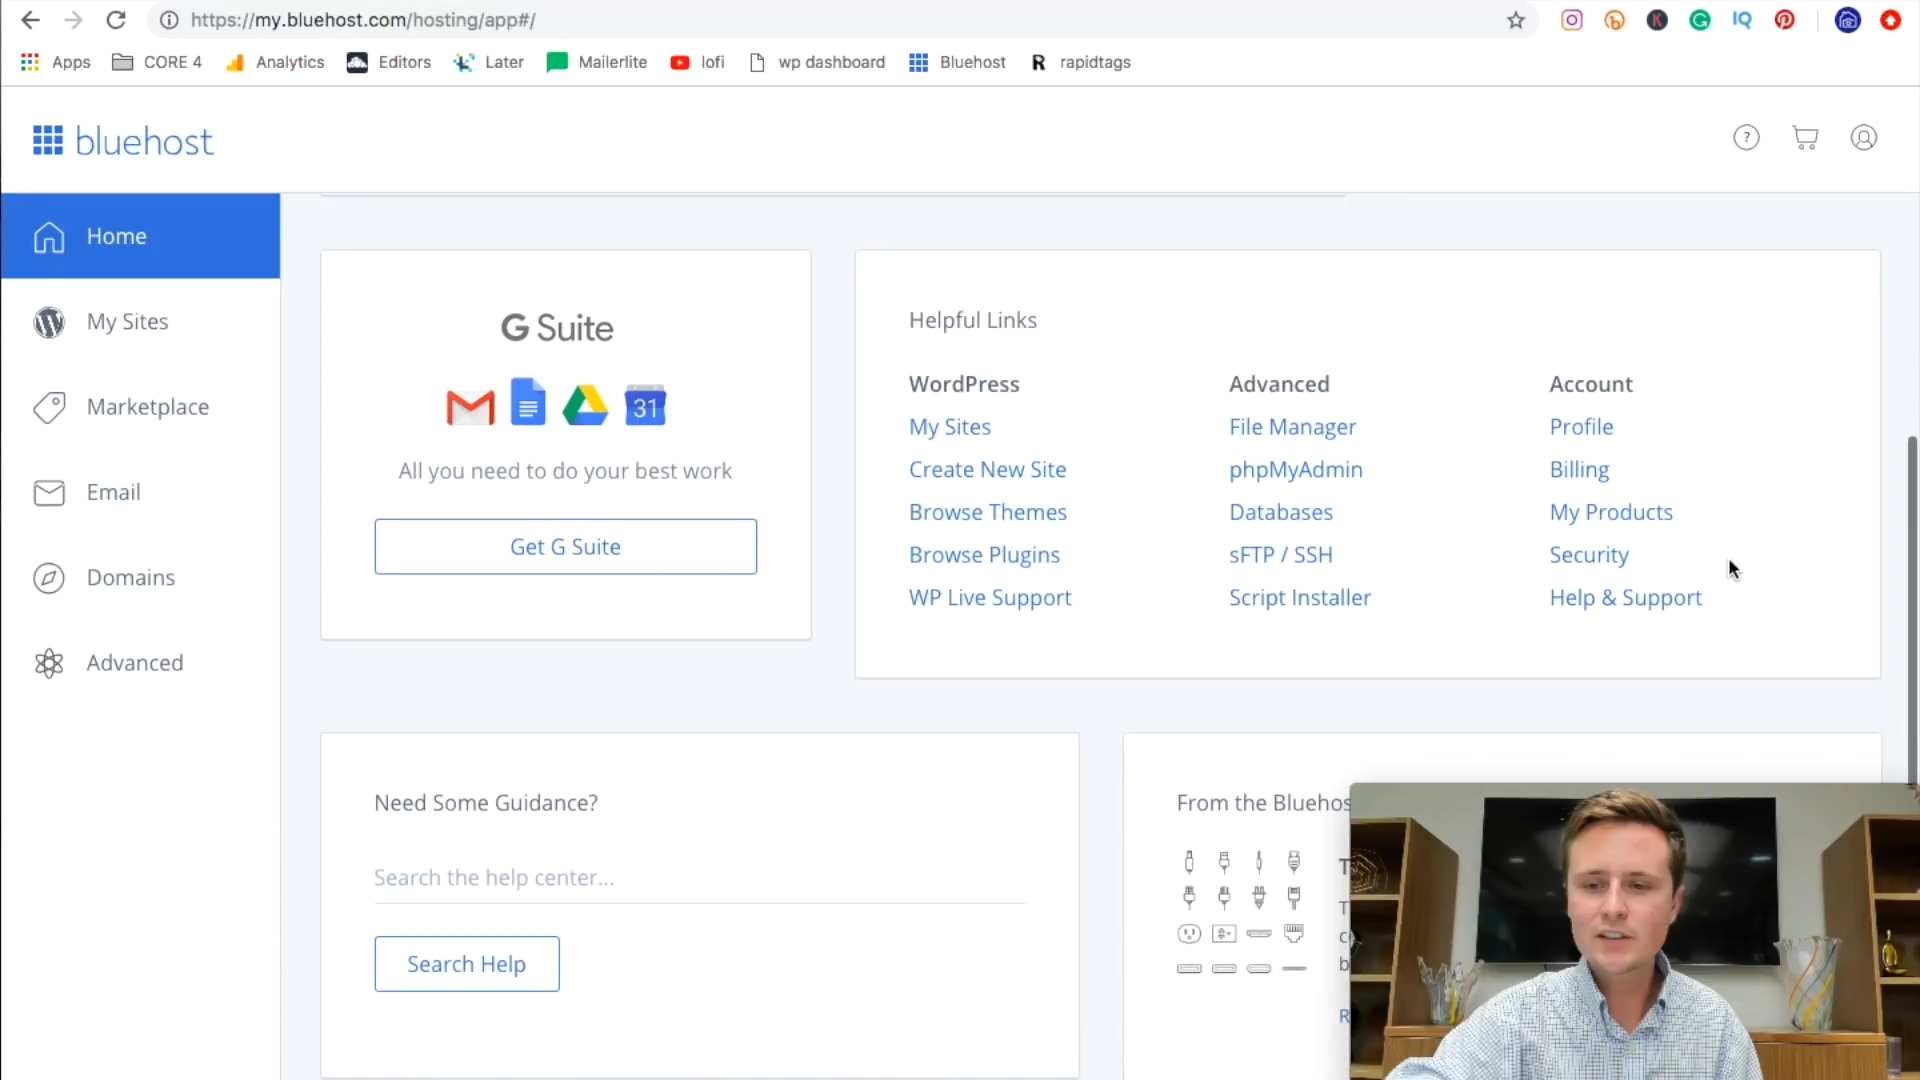 https://my.bluehost.com/hosting/app#/
IQ
Apps CORE 4 Analytics Editors Later Mailerlite lofi wp dashboard Bluehost R rapidtags
bluehost
?
Home
My Sites
Marketplace
Email
Domains
Advanced
G Suite
31
All you need to do your best work
Get G Suite
Helpful Links
WordPress
My Sites
Create New Site
Browse Themes
Browse Plugins
WP Live Support
Advanced
File Manager
phpMyAdmin
Databases
sFTP / SSH
Script Installer
Account
Profile
Billing
My Products
Security
Help & Support
Need Some Guidance?
Search the help center...
Search Help
From the Bluehos